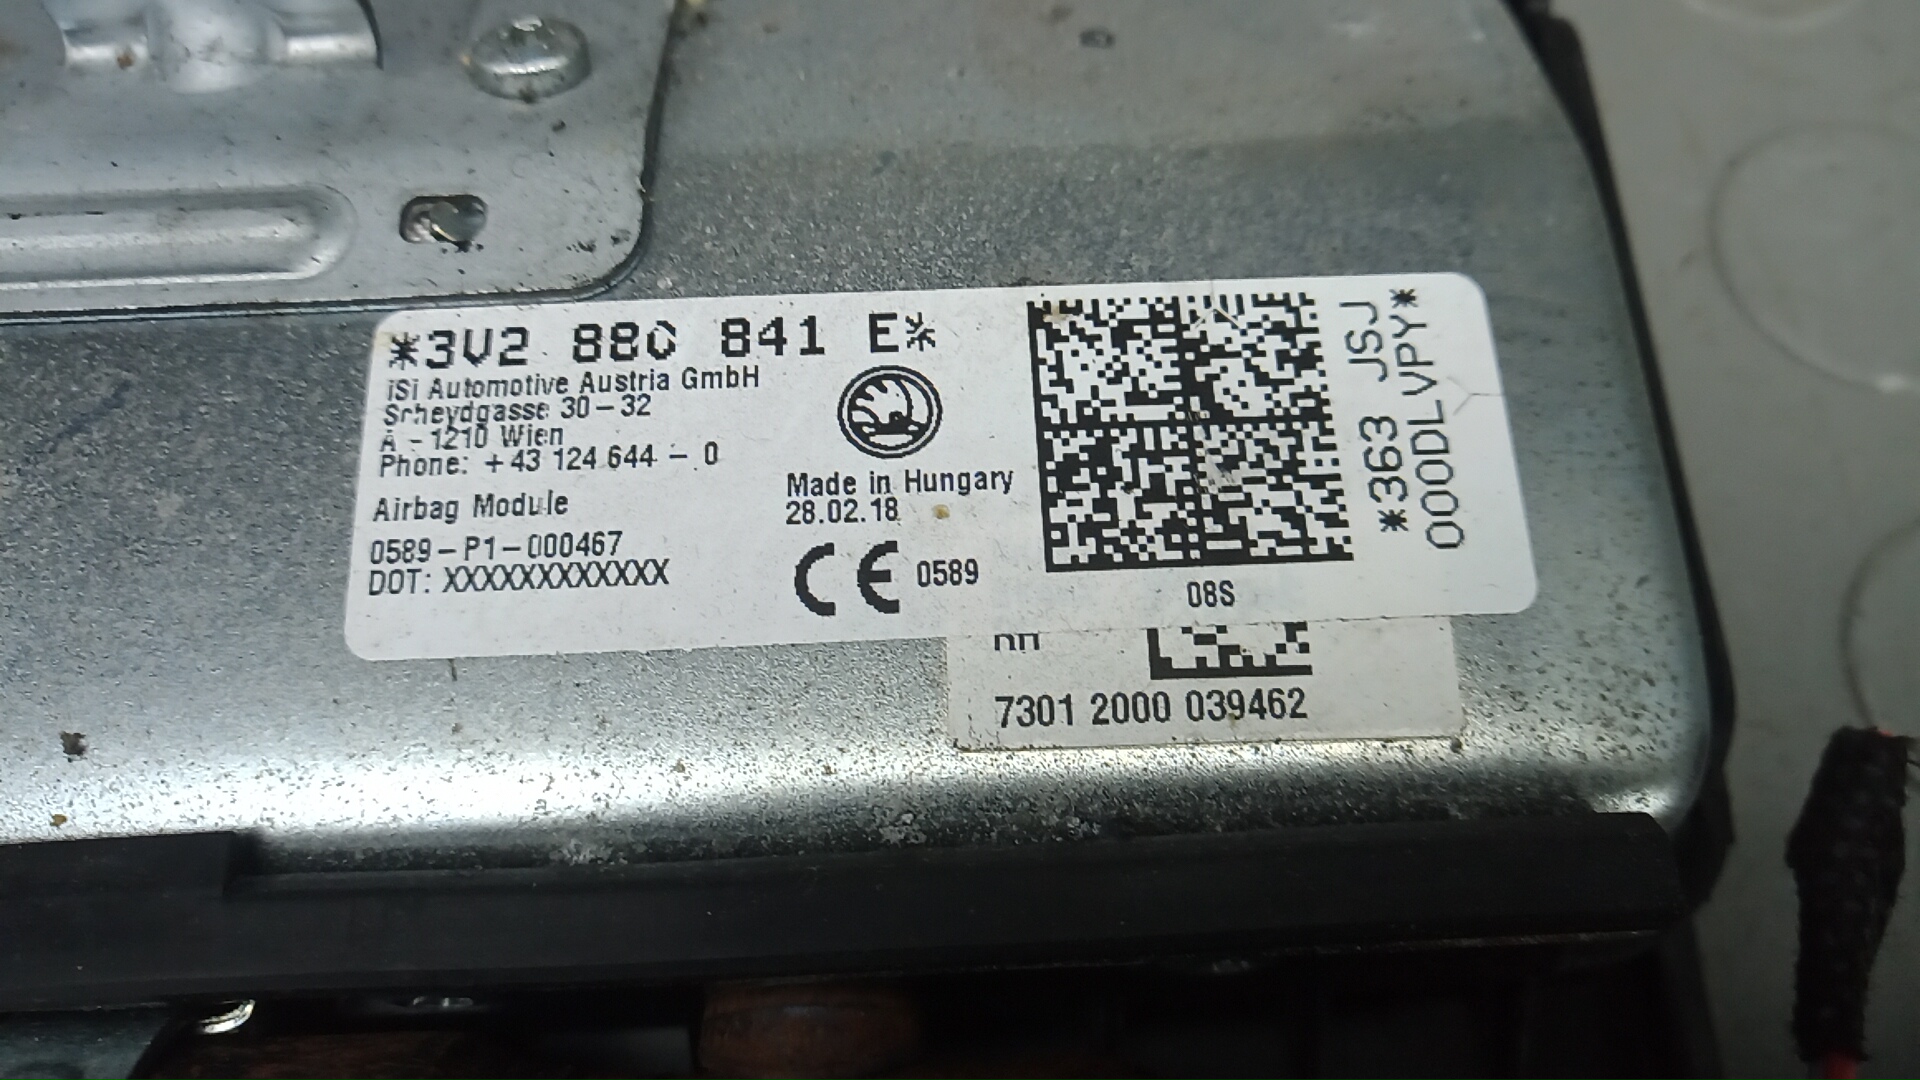 *3V2 880 841 E*
iSi Automotive Austria GmbH
Scheydgasse 30-32
A - 1210 Wien
Phone: +43 124 644 - 0
Airbag Module
0589-P1-000467
DOT: XXXXXXXXXXXX
Made in Hungary
28.02.18
CE 0589
08S
*363 JSJ
000DLVPY*
7301 2000 039462